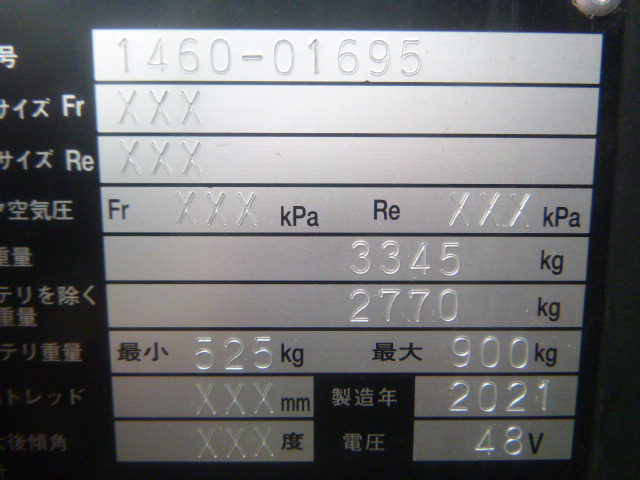 号 1460-01695
サイズ Fr XXX
サイズ Re XXX
空気圧 Fr XXX kPa Re XXX kPa
重量 3345 kg
テリを除く
重量 2770 kg
テリ重量 最小 525 kg 最大 900 kg
トレッド XXX mm 製造年 2021
後傾角 XXX 度 電圧 48 V